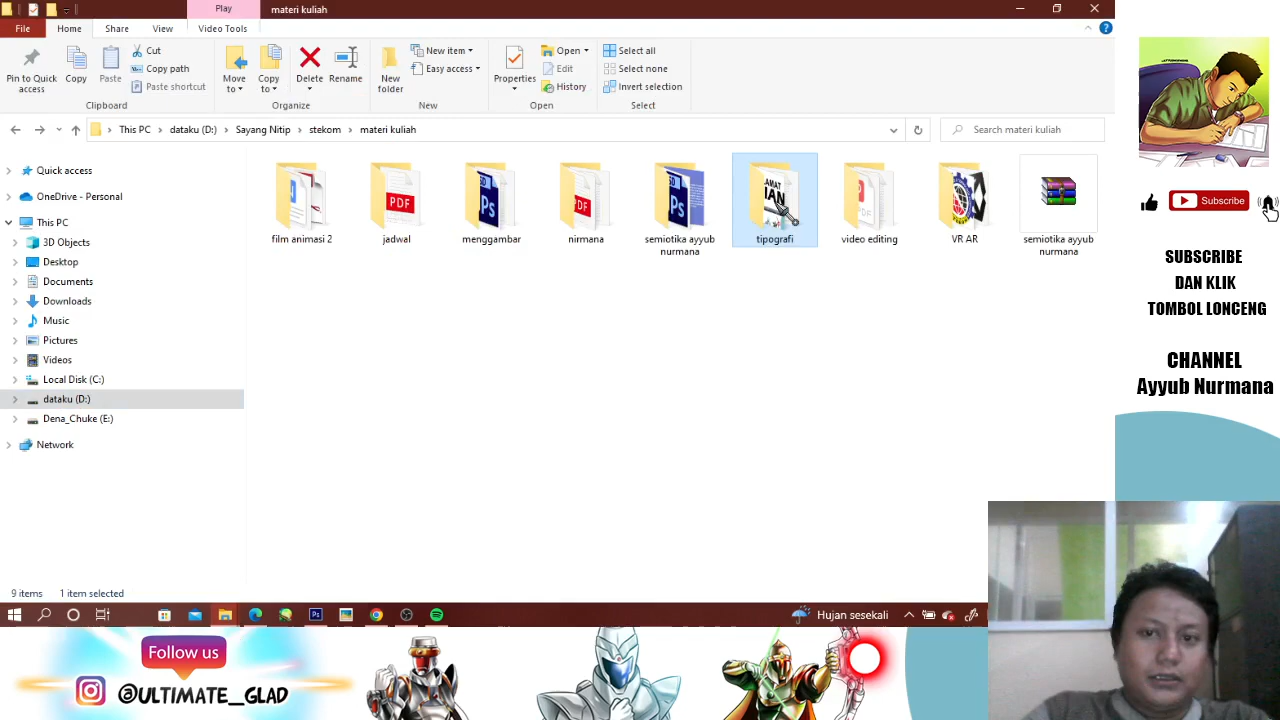 Play
materi kuliah
File
Home
Share
View
Video Tools
Pin to Quick access
Copy
Paste
Cut
Copy path
Paste shortcut
Clipboard
Move to
Copy to
Delete
Rename
Organize
New folder
New item
Easy access
New
Properties
Open
Edit
History
Open
Select all
Select none
Invert selection
Select
This PC > dataku (D:) > Sayang Nitip > stekom > materi kuliah
Search materi kuliah
Quick access
OneDrive - Personal
This PC
3D Objects
Desktop
Documents
Downloads
Music
Pictures
Videos
Local Disk (C:)
dataku (D:)
Dena_Chuke (E:)
Network
film animasi 2
PDF
jadwal
Ps
menggambar
PDF
nirmana
Ps
semiotika ayyub nurmana
tipografi
video editing
VR AR
semiotika ayyub nurmana
9 items
1 item selected
Hujan sesekali
Subscribe
SUBSCRIBE
DAN KLIK
TOMBOL LONCENG
CHANNEL
Ayyub Nurmana
Follow us
@ULTIMATE_GLAD